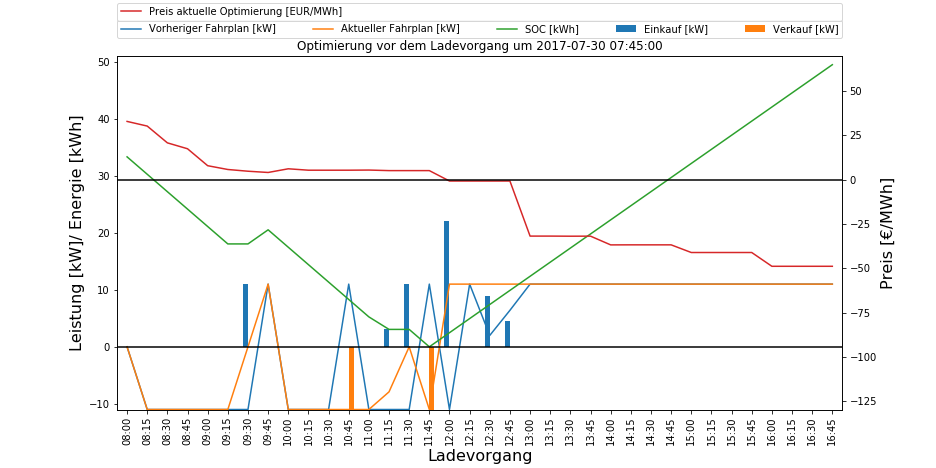 Preis aktuelle Optimierung [EUR/MWh]
Vorheriger Fahrplan [kW] Aktueller Fahrplan [kW] SOC [kWh] Einkauf [kW] Verkauf [kW]
Optimierung vor dem Ladevorgang um 2017-07-30 07:45:00
Leistung [kW]/ Energie [kWh]
50
40
30
20
10
0
−10
Preis [€/MWh]
50
25
0
−25
−50
−75
−100
−125
08:00 08:15 08:30 08:45 09:00 09:15 09:30 09:45 10:00 10:15 10:30 10:45 11:00 11:15 11:30 11:45 12:00 12:15 12:30 12:45 13:00 13:15 13:30 13:45 14:00 14:15 14:30 14:45 15:00 15:15 15:30 15:45 16:00 16:15 16:30 16:45
Ladevorgang